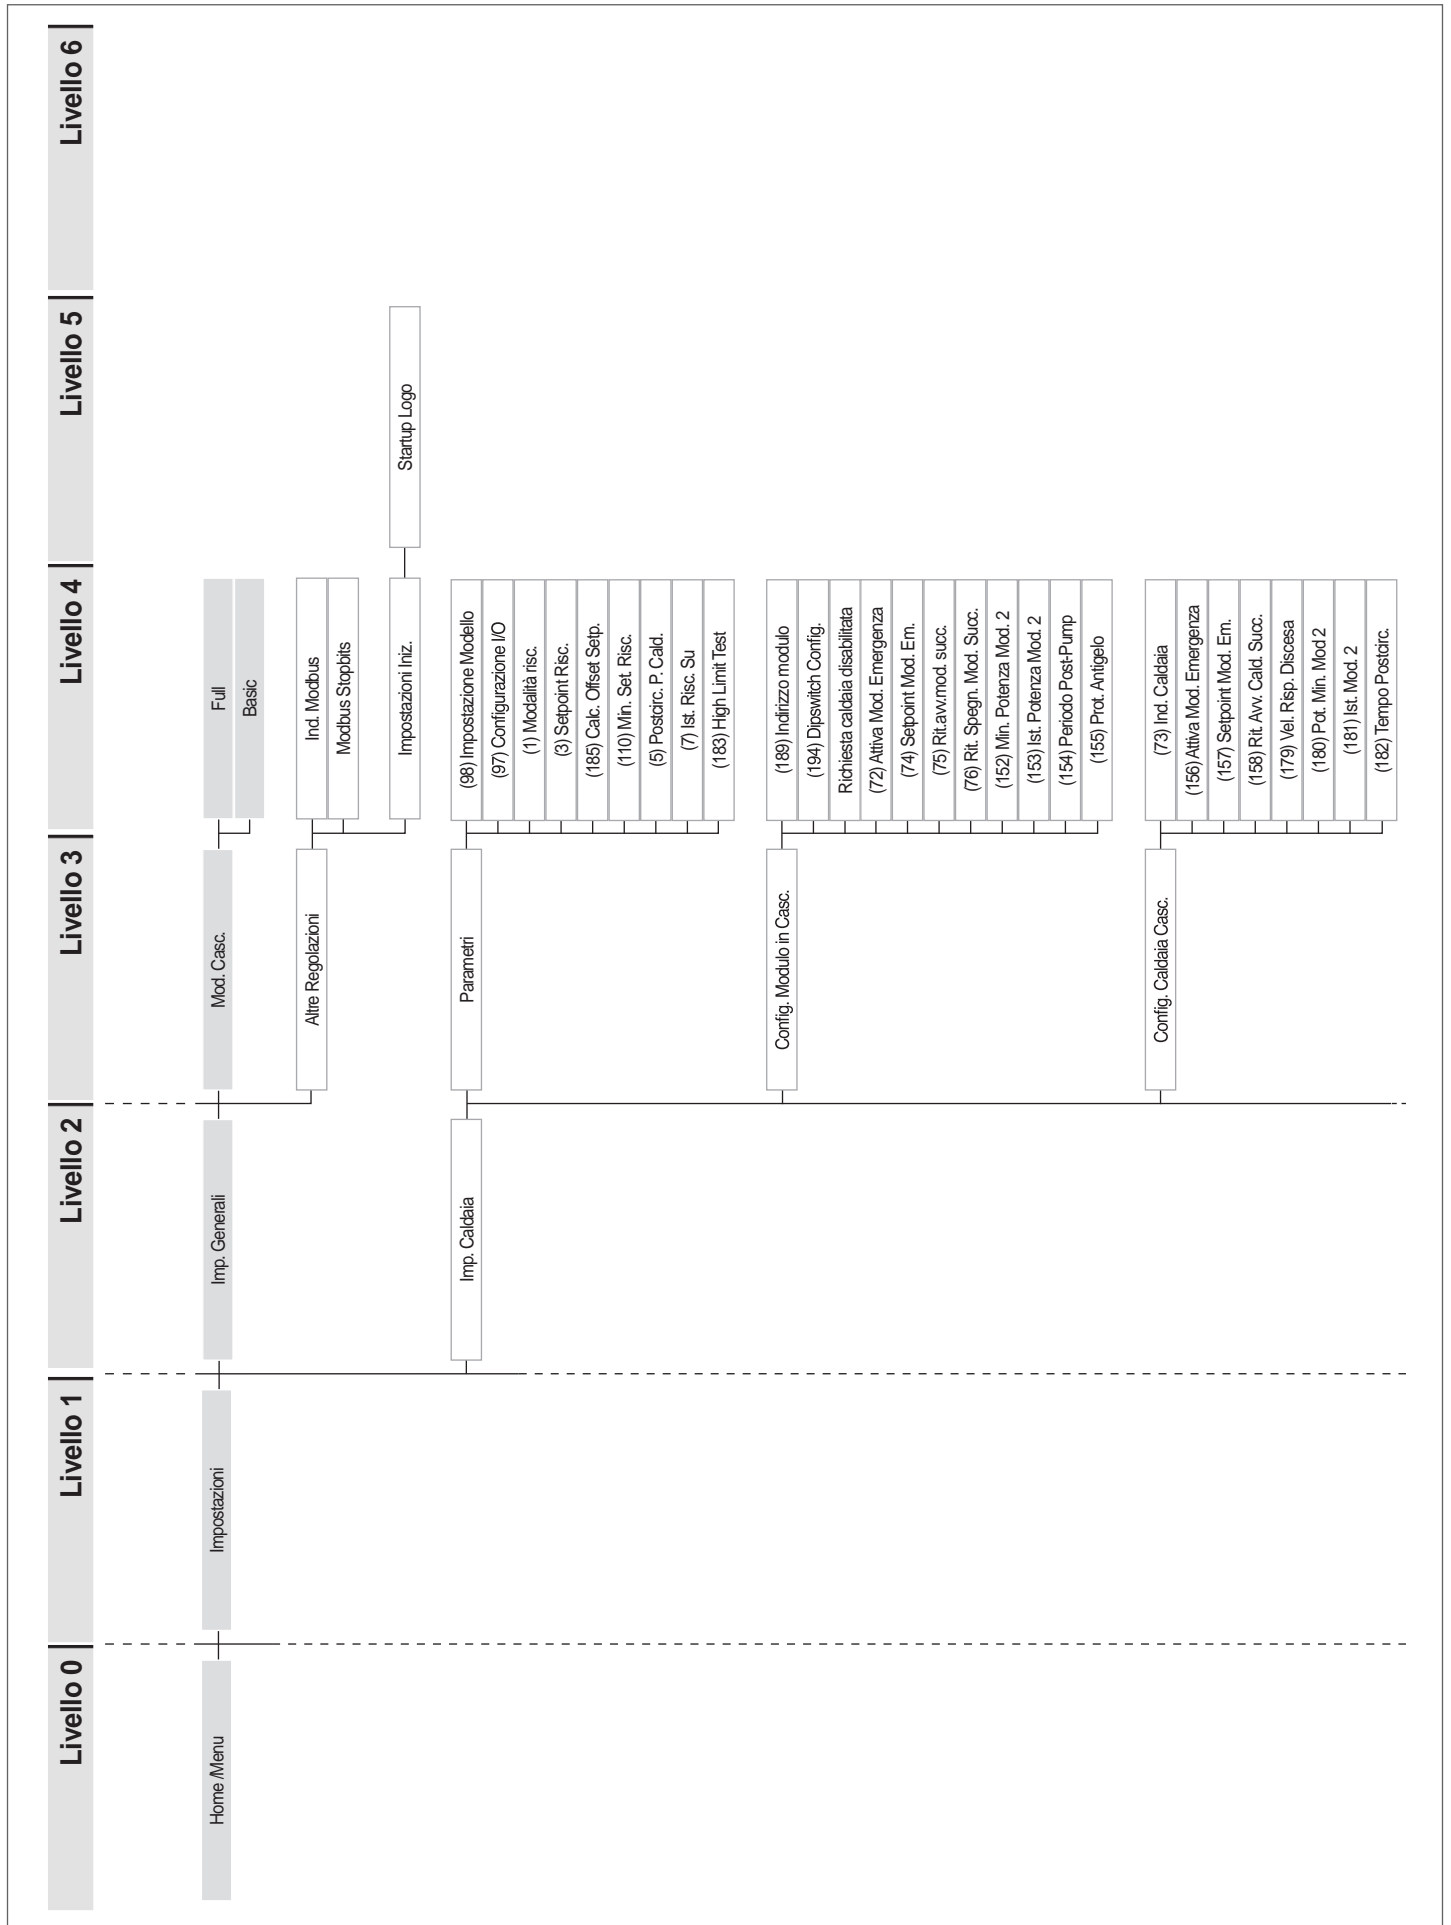 Livello 0
Livello 1
Livello 2
Livello 3
Livello 4
Livello 5
Livello 6
Home /Menu
Impostazioni
Imp. Generali
Mod. Casc.
Full
Basic
Altre Regolazioni
Ind. Modbus
Modbus Stopbits
Impostazioni Iniz.
Startup Logo
Imp. Caldaia
Parametri
(98) Impostazione Modello
(97) Configurazione I/O
(1) Modalità risc.
(3) Setpoint Risc.
(185) Calc. Offset Setp.
(110) Min. Set. Risc.
(5) Postcirc. P. Cald.
(7) Ist. Risc. Su
(183) High Limit Test
Config. Modulo in Casc.
(189) Indirizzo modulo
(194) Dipswitch Config.
Richiesta caldaia disabilitata
(72) Attiva Mod. Emergenza
(74) Setpoint Mod. Em.
(75) Rit.avv.mod. succ.
(76) Rit. Spegn. Mod. Succ.
(152) Min. Potenza Mod. 2
(153) Ist. Potenza Mod. 2
(154) Periodo Post-Pump
(155) Prot. Antigelo
Config. Caldaia Casc.
(73) Ind. Caldaia
(156) Attiva Mod. Emergenza
(157) Setpoint Mod. Em.
(158) Rit. Avv. Cald. Succ.
(179) Vel. Risp. Discesa
(180) Pot. Min. Mod 2
(181) Ist. Mod. 2
(182) Tempo Postcirc.